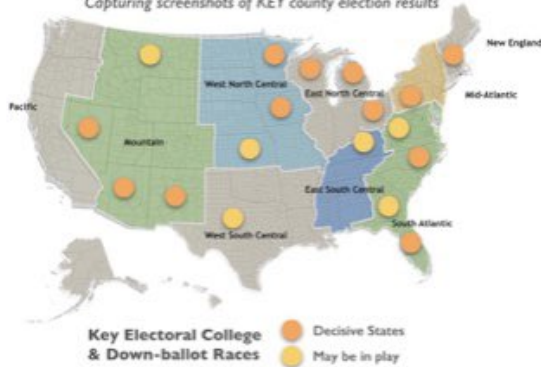 Capturing screenshots of KEY county election results
New England
West North Central
East North Central
Mid-Atlantic
Pacific
Mountain
East South Central
South Atlantic
West South Central
Key Electoral College
& Down-ballot Races
Decisive States
May be in play